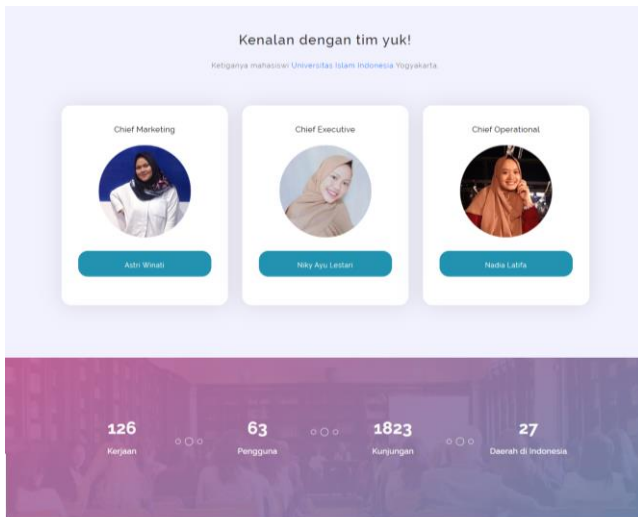 Kenalan dengan tim yuk!
Ketiganya mahasiswi Universitas Islam Indonesia Yogyakarta.
Chief Marketing
Chief Executive
Chief Operational
Astri Winati
Niky Ayu Lestari
Nadia Latifa
126
63
1823
27
Kerjaan
Pengguna
Kunjungan
Daerah di Indonesia